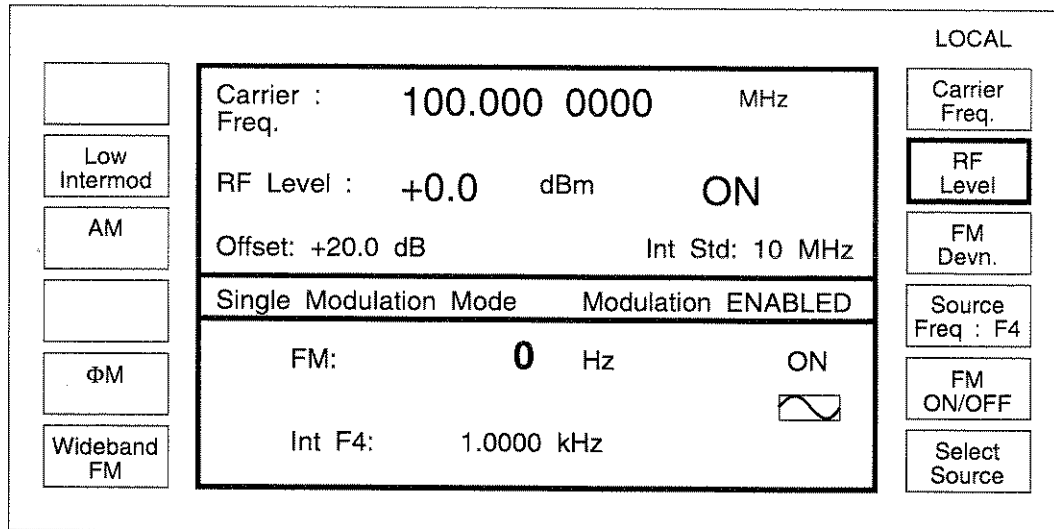 LOCAL
Low
Intermod
AM
ΦM
Wideband
FM
Carrier :
Freq.
100.000 0000 MHz
RF Level : +0.0 dBm ON
Offset: +20.0 dB Int Std: 10 MHz
Single Modulation Mode Modulation ENABLED
FM: 0 Hz ON
Int F4: 1.0000 kHz
Carrier
Freq.
RF
Level
FM
Devn.
Source
Freq : F4
FM
ON/OFF
Select
Source